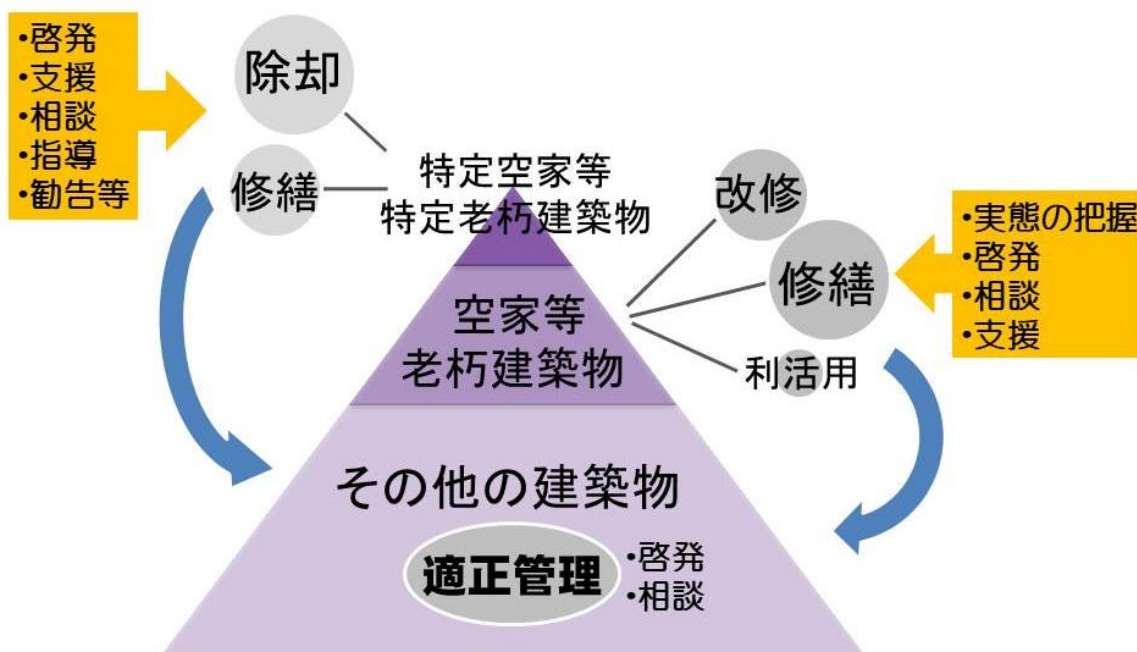 ・啓発
・支援
・相談
・指導
・勧告等
除却
修繕
特定空家等
特定老朽建築物
改修
修繕
利活用
・実態の把握
・啓発
・相談
・支援
空家等
老朽建築物
その他の建築物
適正管理
・啓発
・相談